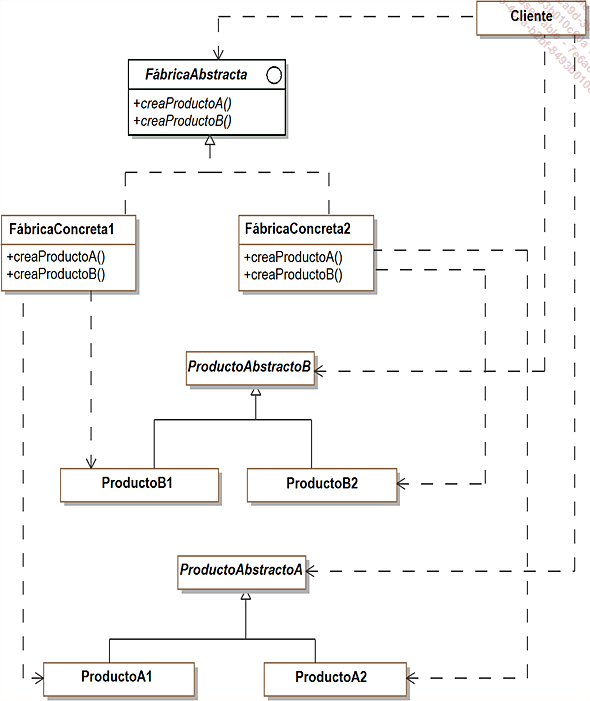 Cliente
FábricaAbstracta
+creaProductoA()
+creaProductoB()
FábricaConcreta1
+creaProductoA()
+creaProductoB()
FábricaConcreta2
+creaProductoA()
+creaProductoB()
ProductoAbstractoB
ProductoB1
ProductoB2
ProductoAbstractoA
ProductoA1
ProductoA2